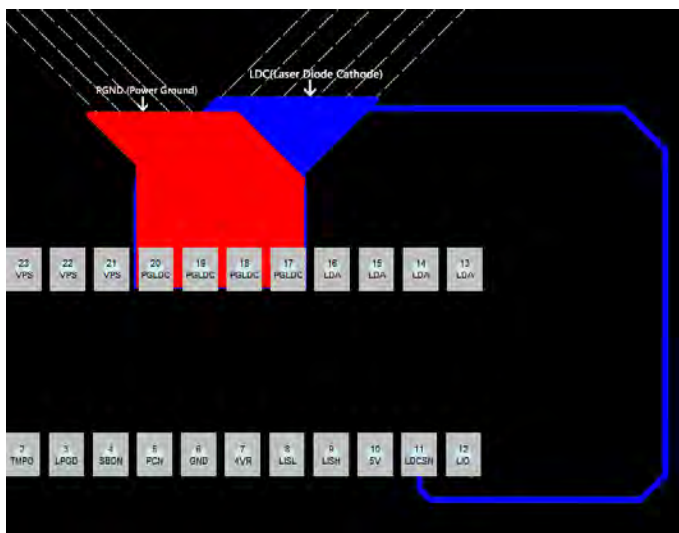 LDC(Laser Diode Cathode)
PGND.(Power Ground)
23 22 21 20 19 18 17 16 15 14 13
VPS VPS VPS PGLDC PGLDC PGLDC PGLDC LDA LDA LDA LDA
2 3 4 5 6 7 8 9 10 11 12
TMPO LPGD SBDN PCN GND 4VR LISL LISH 5V LDCSN LIO